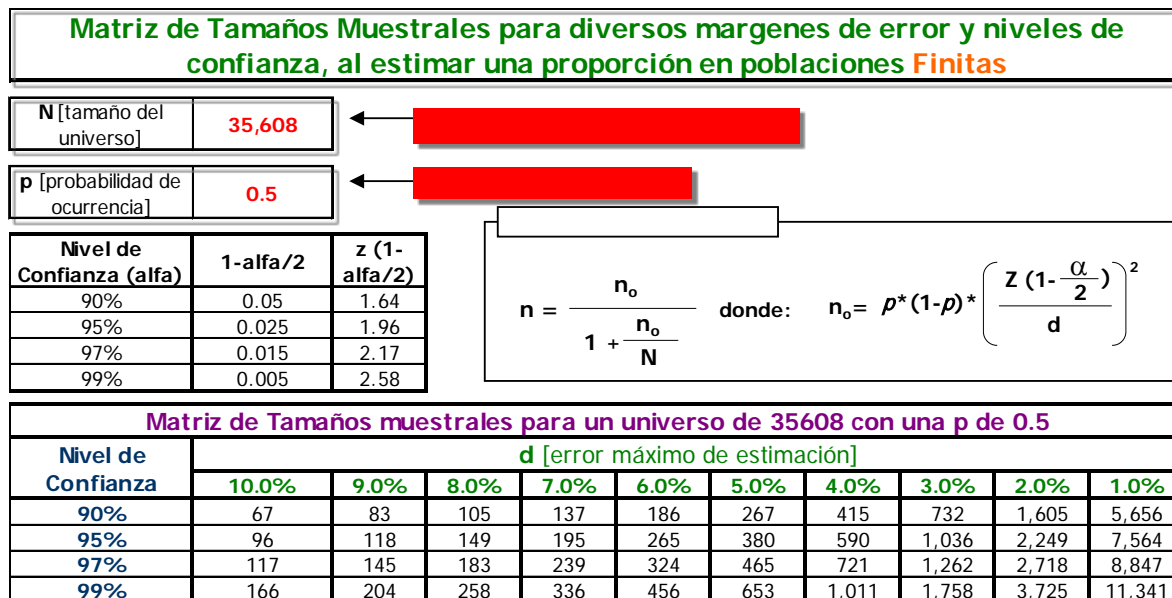 Matriz de Tamaños Muestrales para diversos margenes de error y niveles de
confianza, al estimar una proporción en poblaciones Finitas
N [tamaño del
universo]
35,608
p [probabilidad de
ocurrencia]
0.5
Nivel de
Confianza (alfa)
1-alfa/2
z (1-
alfa/2)
90% 0.05 1.64
95% 0.025 1.96
97% 0.015 2.17
99% 0.005 2.58
n = n₀ / (1 + n₀/N) donde: n₀= p*(1-p)* ( Z (1-α/2) / d )²
Matriz de Tamaños muestrales para un universo de 35608 con una p de 0.5
Nivel de
Confianza
d [error máximo de estimación]
10.0% 9.0% 8.0% 7.0% 6.0% 5.0% 4.0% 3.0% 2.0% 1.0%
90% 67 83 105 137 186 267 415 732 1,605 5,656
95% 96 118 149 195 265 380 590 1,036 2,249 7,564
97% 117 145 183 239 324 465 721 1,262 2,718 8,847
99% 166 204 258 336 456 653 1,011 1,758 3,725 11,341